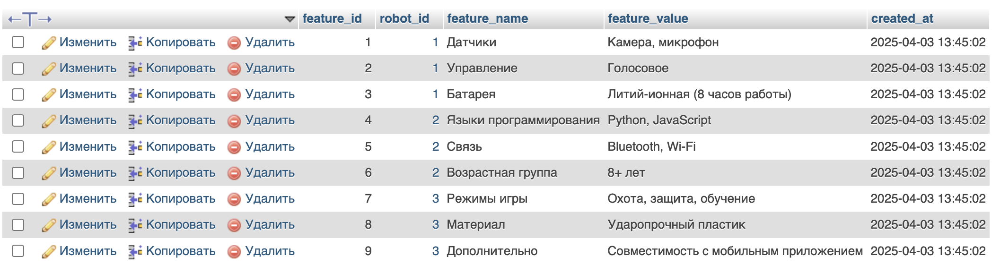 feature_id robot_id feature_name feature_value created_at
Изменить Копировать Удалить 1 1 Датчики Камера, микрофон 2025-04-03 13:45:02
Изменить Копировать Удалить 2 1 Управление Голосовое 2025-04-03 13:45:02
Изменить Копировать Удалить 3 1 Батарея Литий-ионная (8 часов работы) 2025-04-03 13:45:02
Изменить Копировать Удалить 4 2 Языки программирования Python, JavaScript 2025-04-03 13:45:02
Изменить Копировать Удалить 5 2 Связь Bluetooth, Wi-Fi 2025-04-03 13:45:02
Изменить Копировать Удалить 6 2 Возрастная группа 8+ лет 2025-04-03 13:45:02
Изменить Копировать Удалить 7 3 Режимы игры Охота, защита, обучение 2025-04-03 13:45:02
Изменить Копировать Удалить 8 3 Материал Ударопрочный пластик 2025-04-03 13:45:02
Изменить Копировать Удалить 9 3 Дополнительно Совместимость с мобильным приложением 2025-04-03 13:45:02